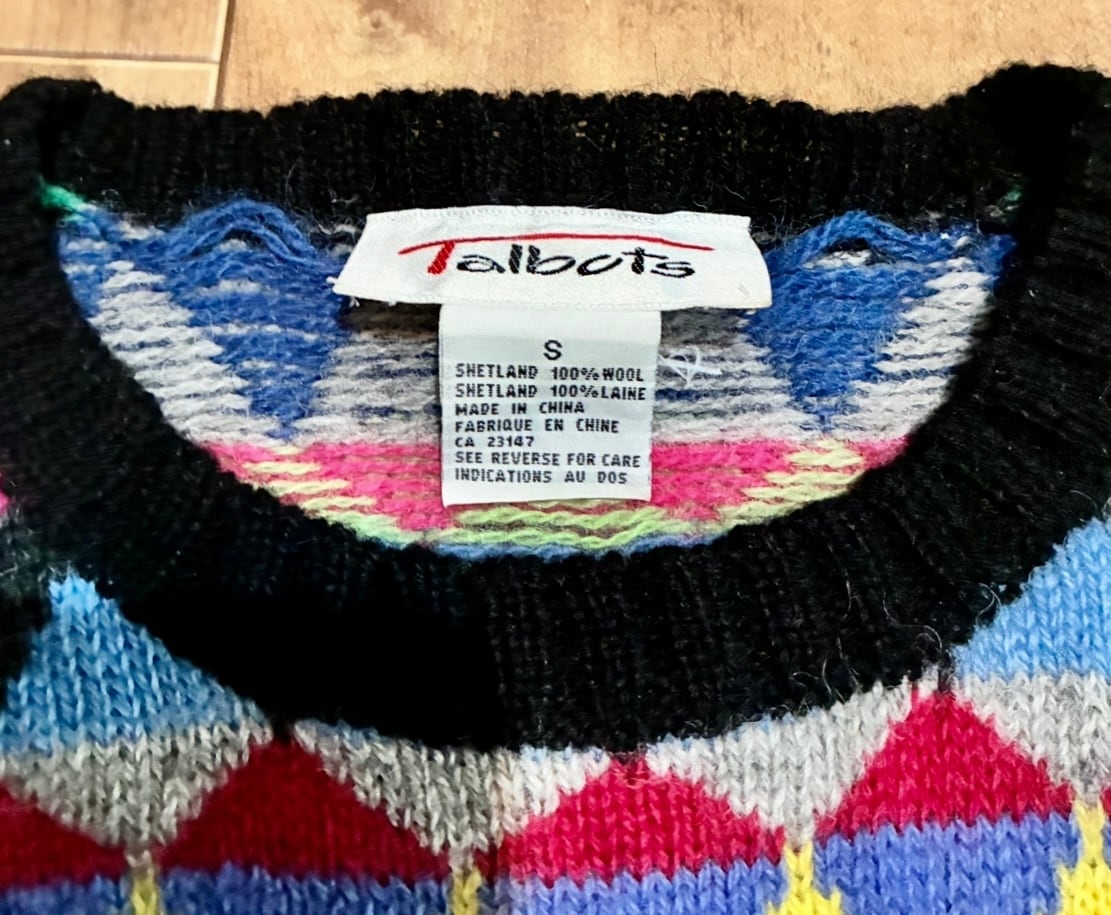 Talbots
S
SHETLAND 100% WOOL
SHETLAND 100% LAINE
MADE IN CHINA
FABRIQUE EN CHINE
CA 23147
SEE REVERSE FOR CARE
INDICATIONS AU DOS